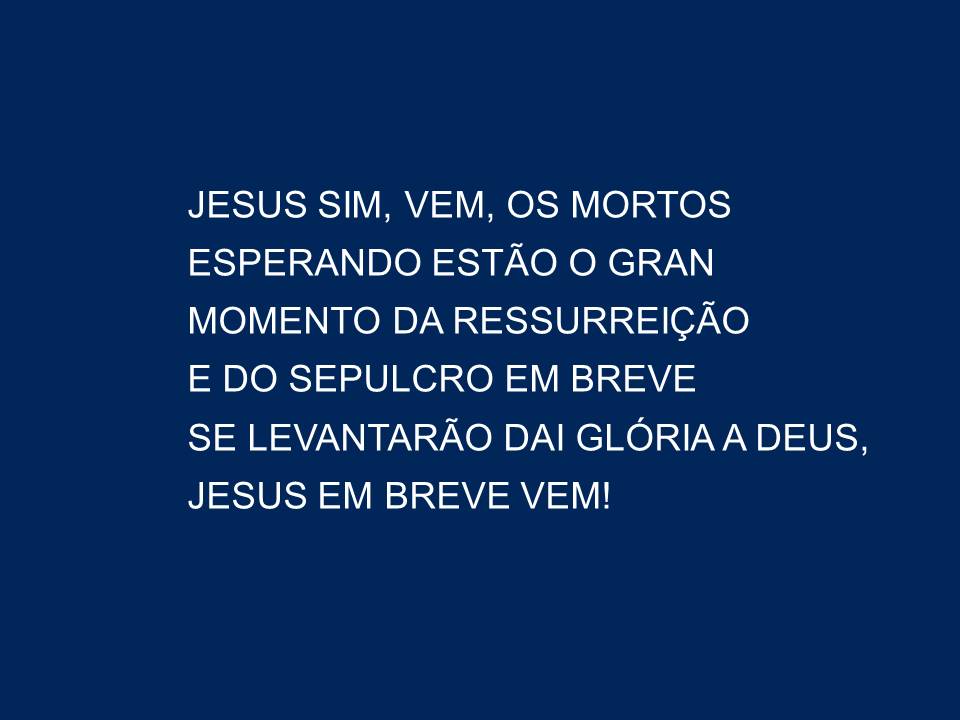 JESUS SIM, VEM, OS MORTOS
ESPERANDO ESTÃO O GRAN
MOMENTO DA RESSURREIÇÃO
E DO SEPULCRO EM BREVE
SE LEVANTARÃO DAI GLÓRIA A DEUS,
JESUS EM BREVE VEM!